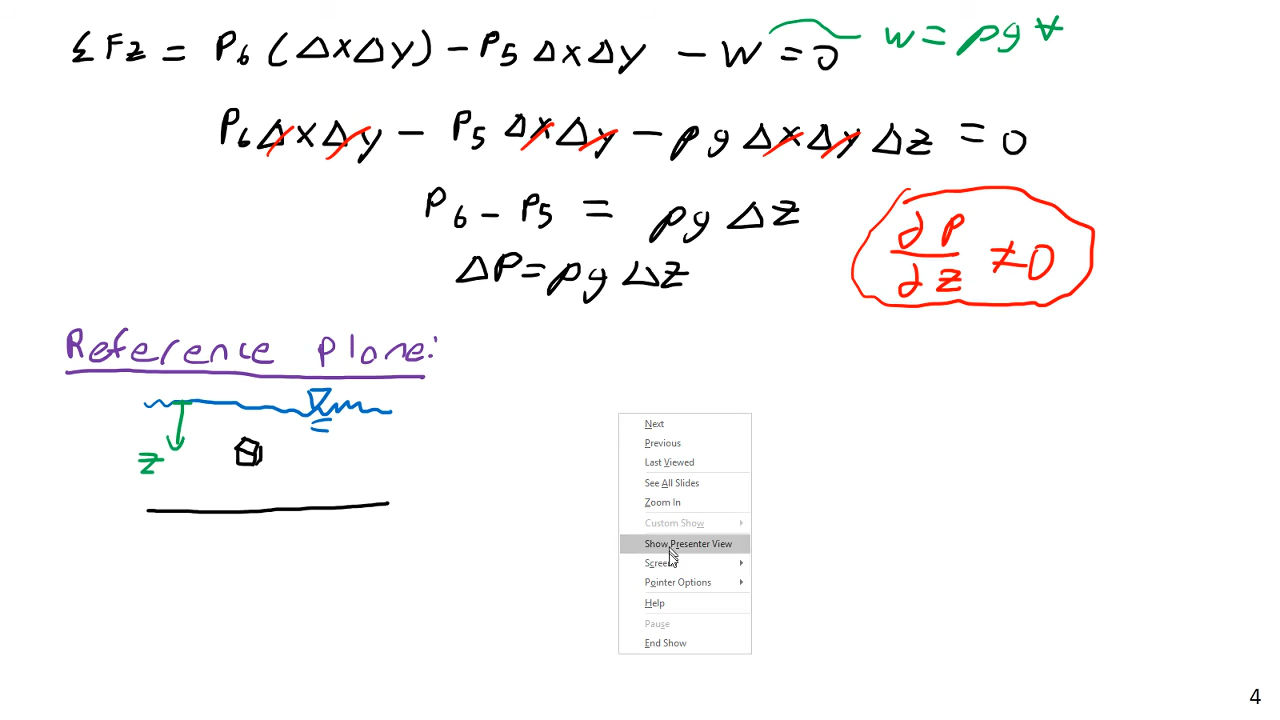 ΣFz = P6 (ΔxΔy) - P5 ΔxΔy - W = 0 W = ρg∀
P6 ΔxΔy - P5 ΔxΔy - ρg ΔxΔyΔz = 0
P6 - P5 = ρg Δz
ΔP = ρg Δz
∂P/∂z ≠ 0
Reference plane:
z
Next
Previous
Last Viewed
See All Slides
Zoom In
Custom Show
Show Presenter View
Screen
Pointer Options
Help
Pause
End Show
4